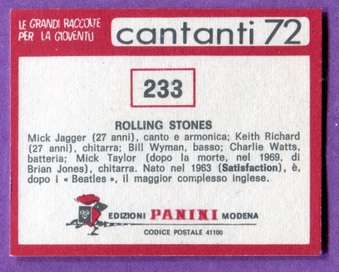 LE GRANDI RACCOLTE
PER LA GIOVENTÙ
cantanti 72
233
ROLLING STONES
Mick Jagger (27 anni), canto e armonica; Keith Richard
(27 anni), chitarra; Bill Wyman, basso; Charlie Watts,
batteria; Mick Taylor (dopo la morte, nel 1969, di
Brian Jones), chitarra. Nato nel 1963 (Satisfaction), è,
dopo i « Beatles », il maggior complesso inglese.
EDIZIONI PANINI MODENA
CODICE POSTALE 41100